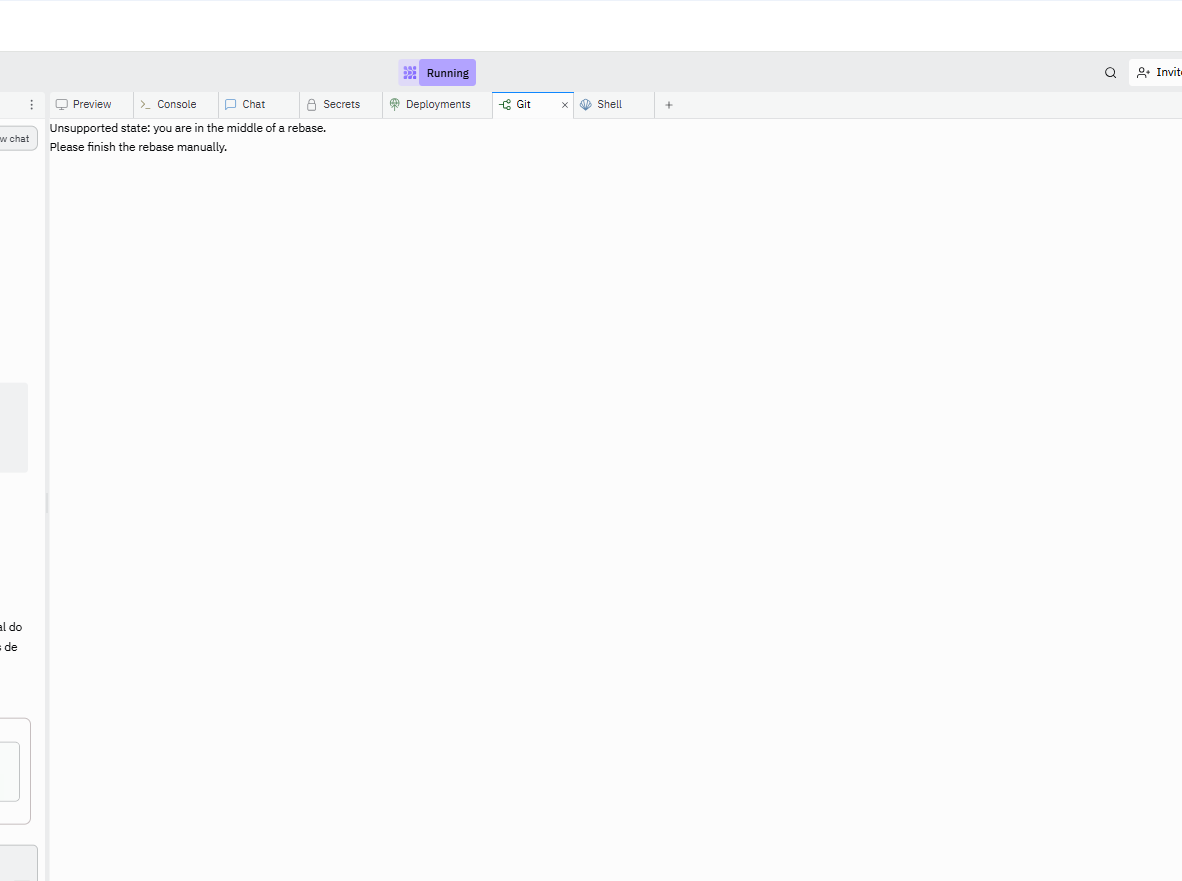 Running
Invite
Preview
Console
Chat
Secrets
Deployments
Git
Shell
w chat
Unsupported state: you are in the middle of a rebase.
Please finish the rebase manually.
al do
s de